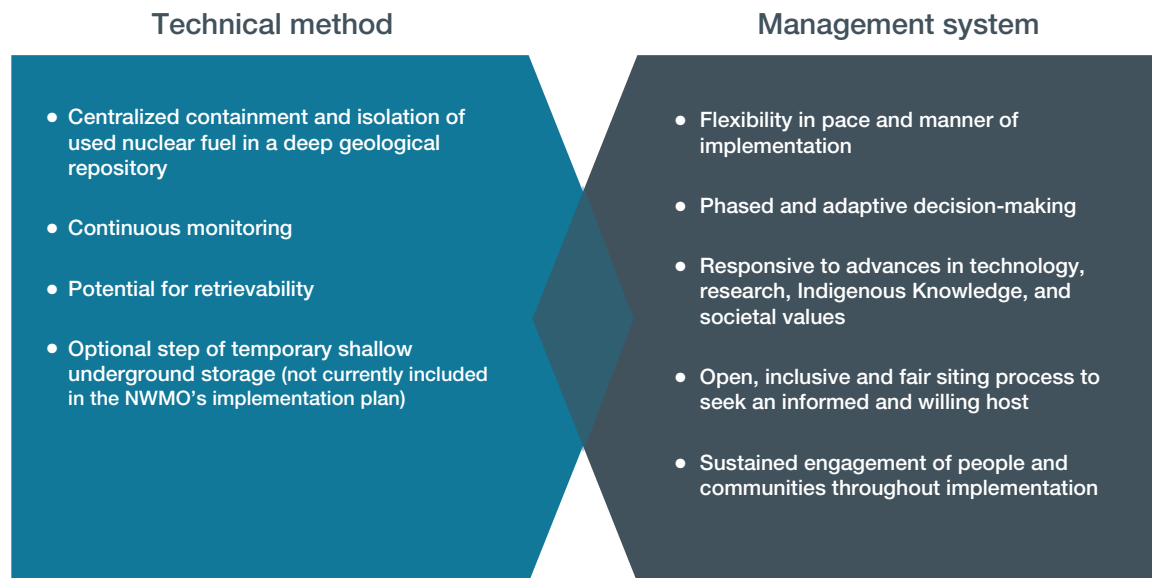 Technical method
● Centralized containment and isolation of
used nuclear fuel in a deep geological
repository
● Continuous monitoring
● Potential for retrievability
● Optional step of temporary shallow
underground storage (not currently included
in the NWMO’s implementation plan)
Management system
● Flexibility in pace and manner of
implementation
● Phased and adaptive decision-making
● Responsive to advances in technology,
research, Indigenous Knowledge, and
societal values
● Open, inclusive and fair siting process to
seek an informed and willing host
● Sustained engagement of people and
communities throughout implementation